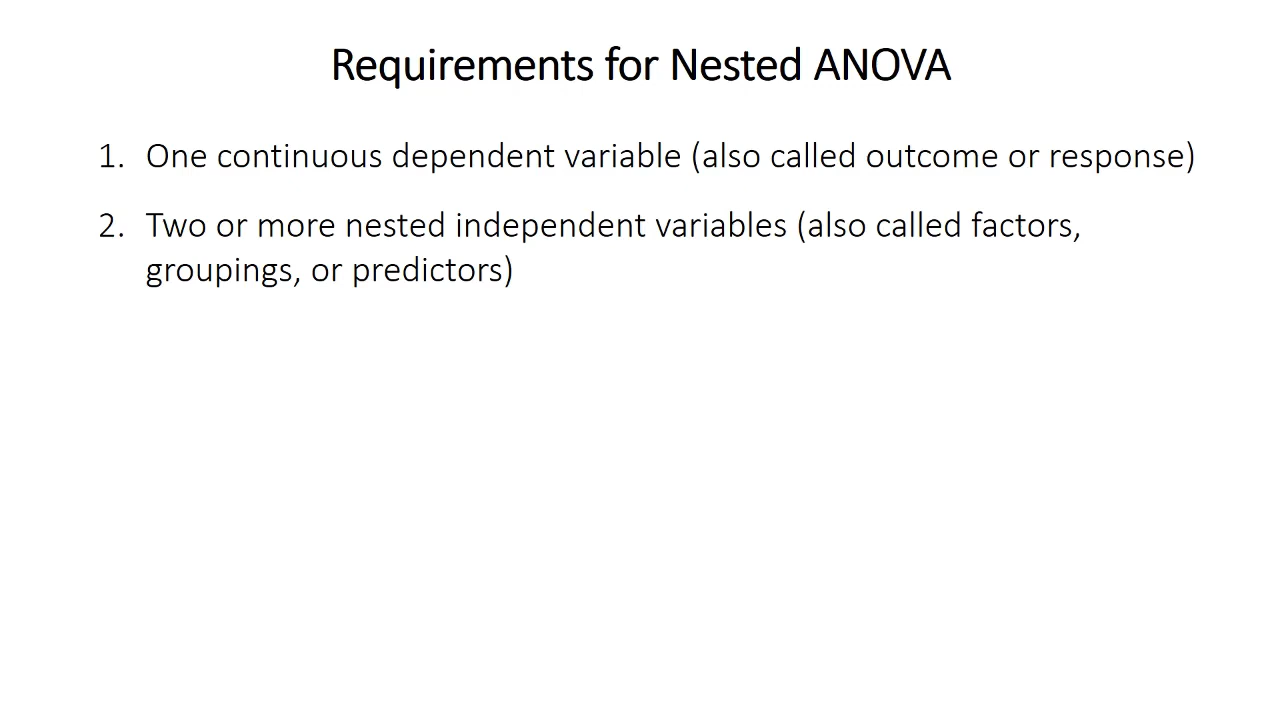 Requirements for Nested ANOVA
1. One continuous dependent variable (also called outcome or response)
2. Two or more nested independent variables (also called factors,
groupings, or predictors)